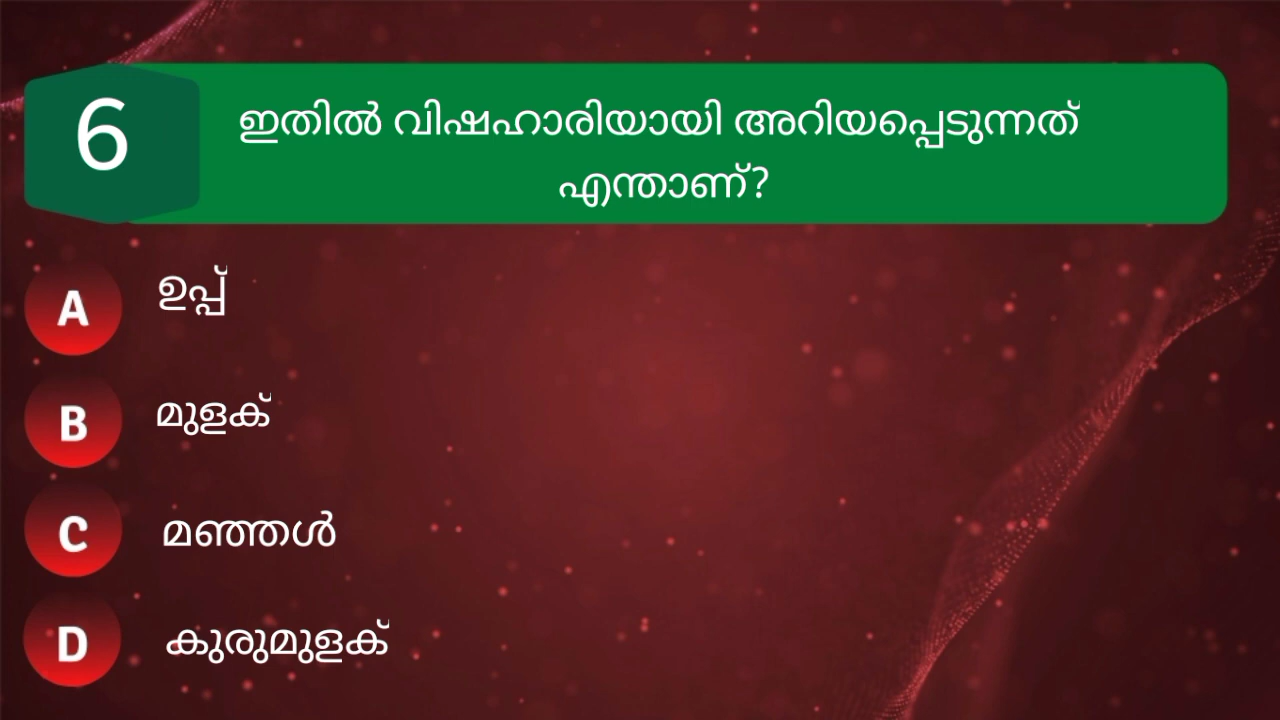 6
ഇതിൽ വിഷഹാരിയായി അറിയപ്പെടുന്നത്
എന്താണ്?
A ഉപ്പ്
B മുളക്
C മഞ്ഞൾ
D കുരുമുളക്